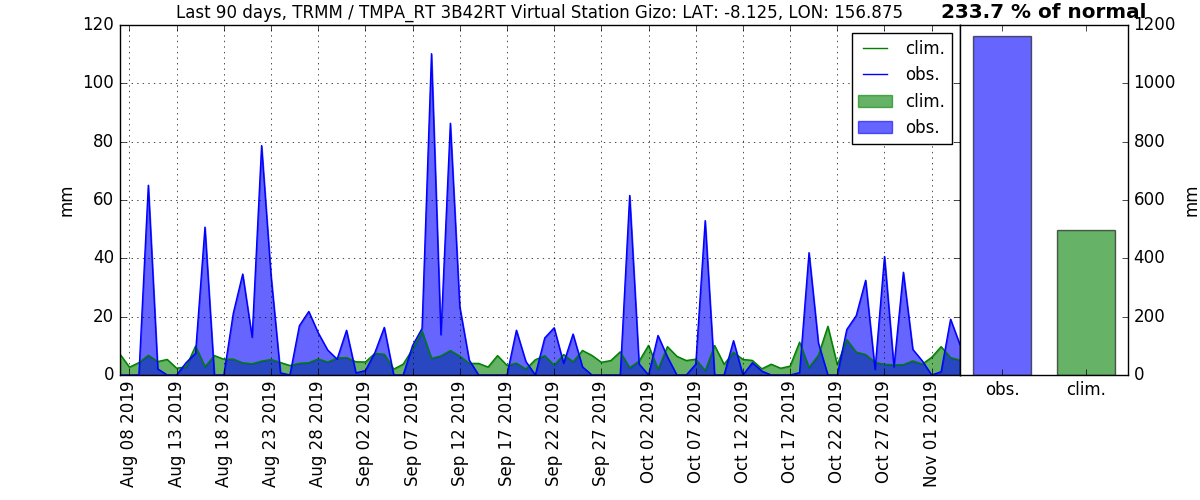 Last 90 days, TRMM / TMPA_RT 3B42RT Virtual Station Gizo: LAT: -8.125, LON: 156.875
233.7 % of normal
120
100
80
60
40
20
0
mm
clim.
obs.
clim.
obs.
1200
1000
800
600
400
200
0
mm
Aug 08 2019
Aug 13 2019
Aug 18 2019
Aug 23 2019
Aug 28 2019
Sep 02 2019
Sep 07 2019
Sep 12 2019
Sep 17 2019
Sep 22 2019
Sep 27 2019
Oct 02 2019
Oct 07 2019
Oct 12 2019
Oct 17 2019
Oct 22 2019
Oct 27 2019
Nov 01 2019
obs.
clim.